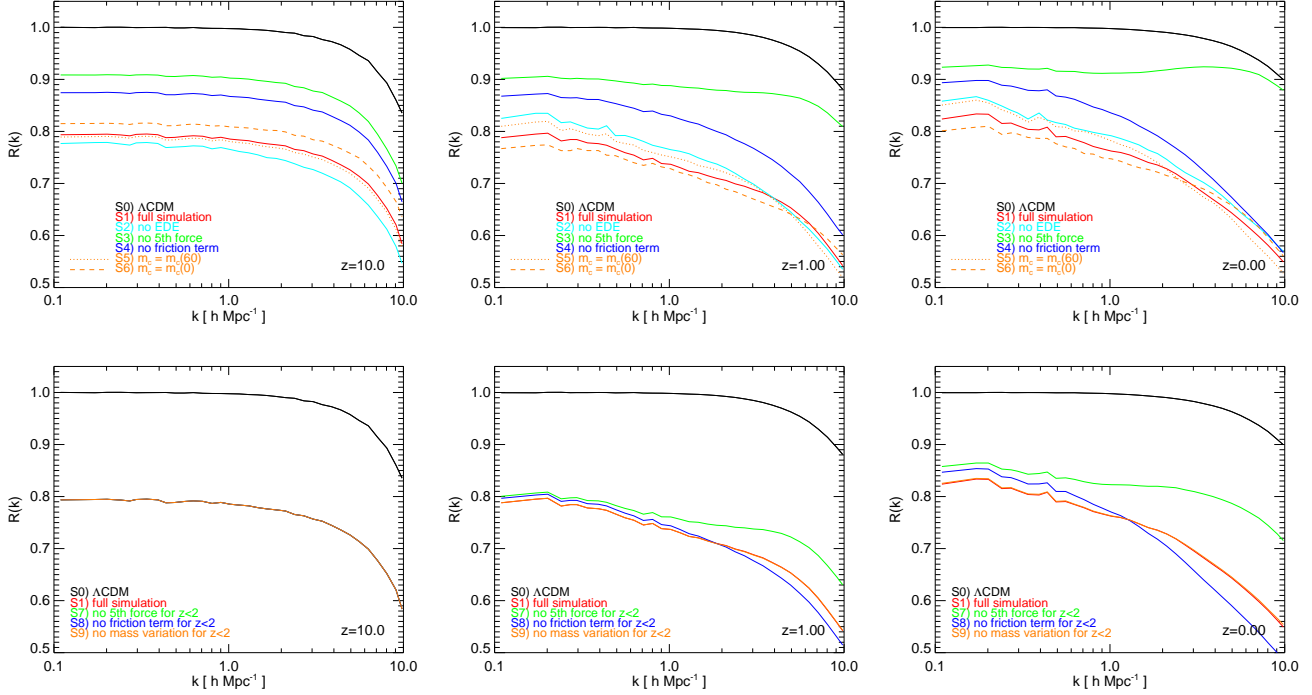 1.0
0.9
0.8
0.7
0.6
0.5
R(k)
S0) ΛCDM
S1) full simulation
S2) no EDE
S3) no 5th force
S4) no friction term
S5) m_c = m_c(60)
S6) m_c = m_c(0)
z=10.0
0.1
1.0
10.0
k [ h Mpc⁻¹ ]
1.0
0.9
0.8
0.7
0.6
0.5
R(k)
S0) ΛCDM
S1) full simulation
S2) no EDE
S3) no 5th force
S4) no friction term
S5) m_c = m_c(60)
S6) m_c = m_c(0)
z=1.00
0.1
1.0
10.0
k [ h Mpc⁻¹ ]
1.0
0.9
0.8
0.7
0.6
0.5
R(k)
S0) ΛCDM
S1) full simulation
S2) no EDE
S3) no 5th force
S4) no friction term
S5) m_c = m_c(60)
S6) m_c = m_c(0)
z=0.00
0.1
1.0
10.0
k [ h Mpc⁻¹ ]
1.0
0.9
0.8
0.7
0.6
0.5
R(k)
S0) ΛCDM
S1) full simulation
S7) no 5th force for z<2
S8) no friction term for z<2
S9) no mass variation for z<2
z=10.0
0.1
1.0
10.0
k [ h Mpc⁻¹ ]
1.0
0.9
0.8
0.7
0.6
0.5
R(k)
S0) ΛCDM
S1) full simulation
S7) no 5th force for z<2
S8) no friction term for z<2
S9) no mass variation for z<2
z=1.00
0.1
1.0
10.0
k [ h Mpc⁻¹ ]
1.0
0.9
0.8
0.7
0.6
0.5
R(k)
S0) ΛCDM
S1) full simulation
S7) no 5th force for z<2
S8) no friction term for z<2
S9) no mass variation for z<2
z=0.00
0.1
1.0
10.0
k [ h Mpc⁻¹ ]